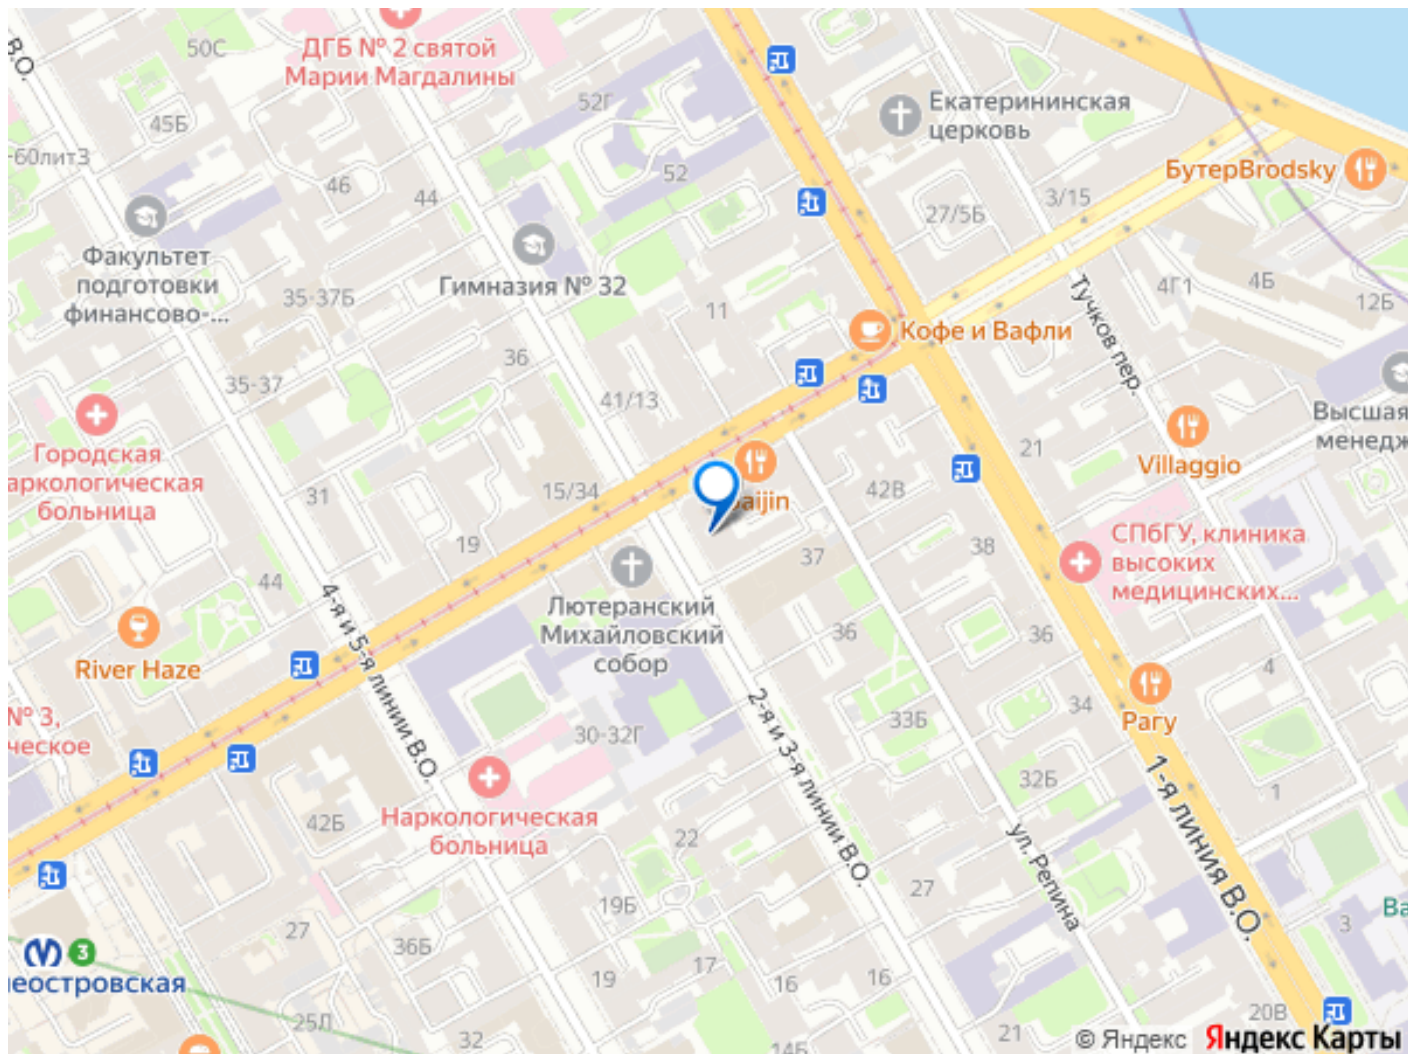 В.О.
50С
ДГБ № 2 святой
Марии Магдалины
52Г
Екатерининская
церковь
45Б
-60лит3
52
БутерBrodsky
46
44
3/15
27/5Б
Факультет
подготовки
финансово-...
Гимназия № 32
35-37Б
4Г1
4Б
12Б
11
Тучков пер.
Кофе и Вафли
36
35-37
41/13
Высшая
менедж
21
Городская
аркологическая
больница
Villaggio
31
15/34
42В
aijin
19
38
37
СПбГУ, клиника
высоких
медицинских...
44
4-я и 5-я линии В.О.
Лютеранский
Михайловский
собор
36
36
River Haze
4
№ 3,
ческое
30-32Г
2-я и 3-я линии В.О.
33Б
34
Рагу
1-я линия В.О.
32Б
1
42Б
Наркологическая
больница
22
ул. Репина
27
19Б
3
Ва
27
36Б
3
неостровская
19
17
16
16
25Л
32
14Б
21
20В
© Яндекс Яндекс Карты